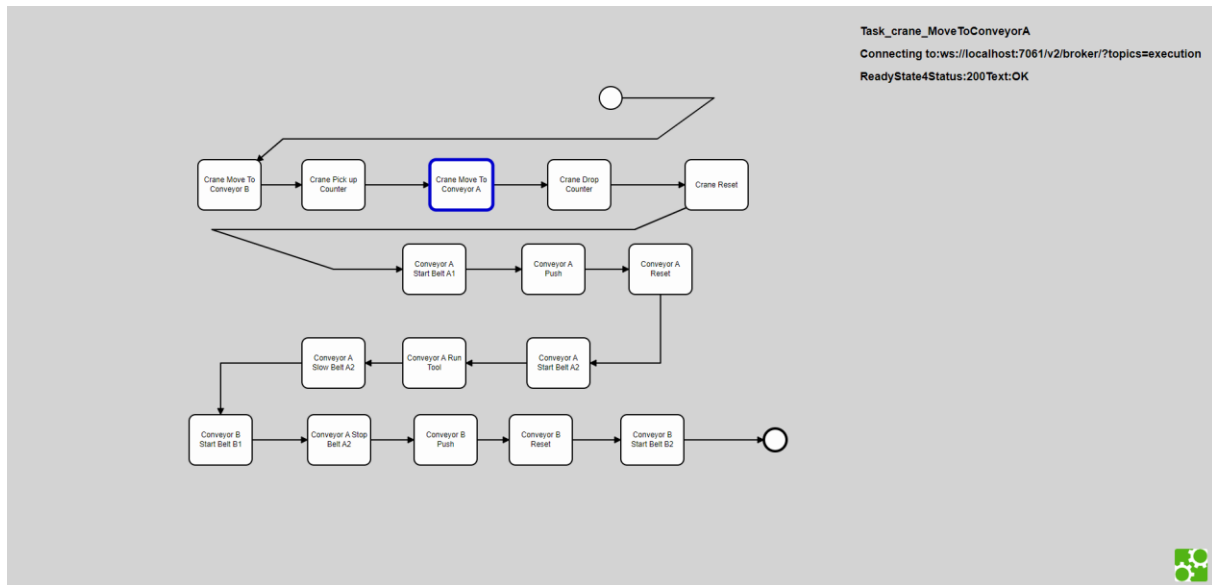 Task_crane_MoveToConveyorA
Connecting to:ws://localhost:7061/v2/broker/?topics=execution
ReadyState4Status:200Text:OK
Crane Move To
Conveyor B
Crane Pick up
Counter
Crane Move To
Conveyor A
Crane Drop
Counter
Crane Reset
Conveyor A
Start Belt A1
Conveyor A
Push
Conveyor A
Reset
Conveyor A
Slow Belt A2
Conveyor A Run
Tool
Conveyor A
Start Belt A2
Conveyor B
Start Belt B1
Conveyor A Stop
Belt A2
Conveyor B
Push
Conveyor B
Reset
Conveyor B
Start Belt B2